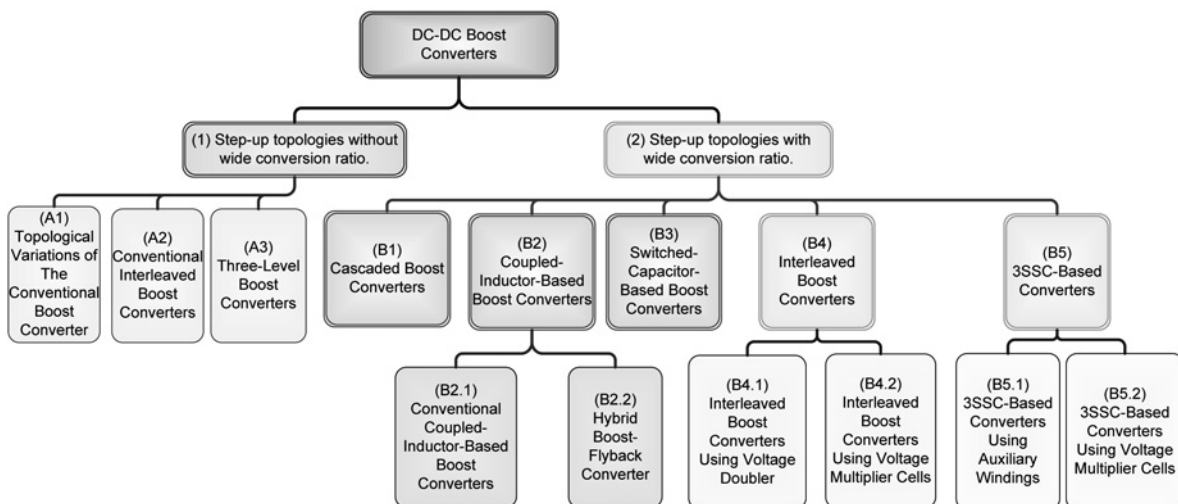 DC-DC Boost
Converters
(1) Step-up topologies without
wide conversion ratio.
(2) Step-up topologies with
wide conversion ratio.
(A1)
Topological
Variations of
The
Conventional
Boost
Converter
(A2)
Conventional
Interleaved
Boost
Converters
(A3)
Three-Level
Boost
Converters
(B1)
Cascaded Boost
Converters
(B2)
Coupled-
Inductor-Based
Boost Converters
(B3)
Switched-
Capacitor-
Based Boost
Converters
(B4)
Interleaved
Boost
Converters
(B5)
3SSC-Based
Converters
(B2.1)
Conventional
Coupled-
Inductor-Based
Boost
Converters
(B2.2)
Hybrid
Boost-
Flyback
Converter
(B4.1)
Interleaved
Boost
Converters
Using Voltage
Doubler
(B4.2)
Interleaved
Boost
Converters
Using Voltage
Multiplier Cells
(B5.1)
3SSC-Based
Converters
Using
Auxiliary
Windings
(B5.2)
3SSC-Based
Converters
Using Voltage
Multiplier Cells